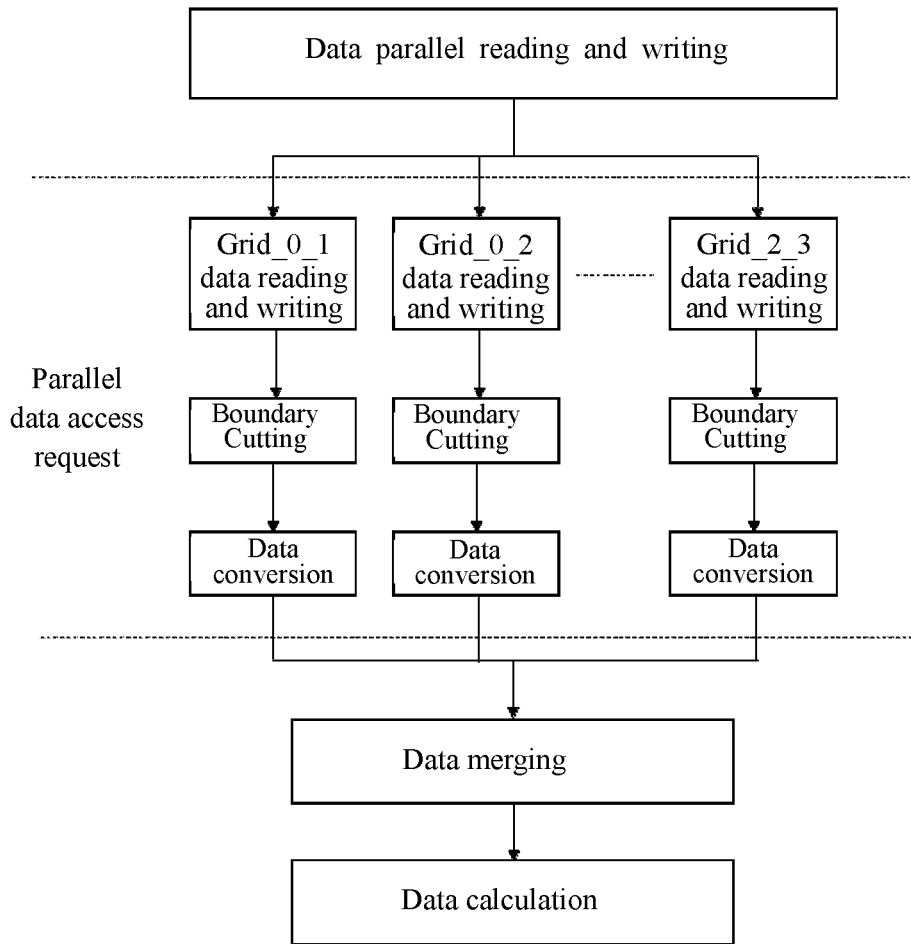 Data parallel reading and writing
Grid_0_1
data reading
and writing
Grid_0_2
data reading
and writing
Grid_2_3
data reading
and writing
Parallel
data access
request
Boundary
Cutting
Boundary
Cutting
Boundary
Cutting
Data
conversion
Data
conversion
Data
conversion
Data merging
Data calculation